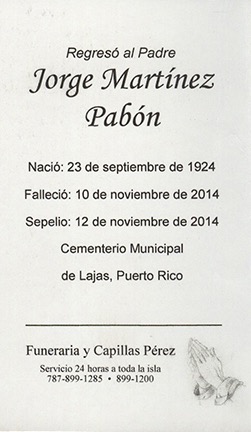 Regresó al Padre
Jorge Martínez
Pabón
Nació: 23 de septiembre de 1924
Falleció: 10 de noviembre de 2014
Sepelio: 12 de noviembre de 2014
Cementerio Municipal
de Lajas, Puerto Rico
Funeraria y Capillas Pérez
Servicio 24 horas a toda la isla
787-899-1285 • 899-1200